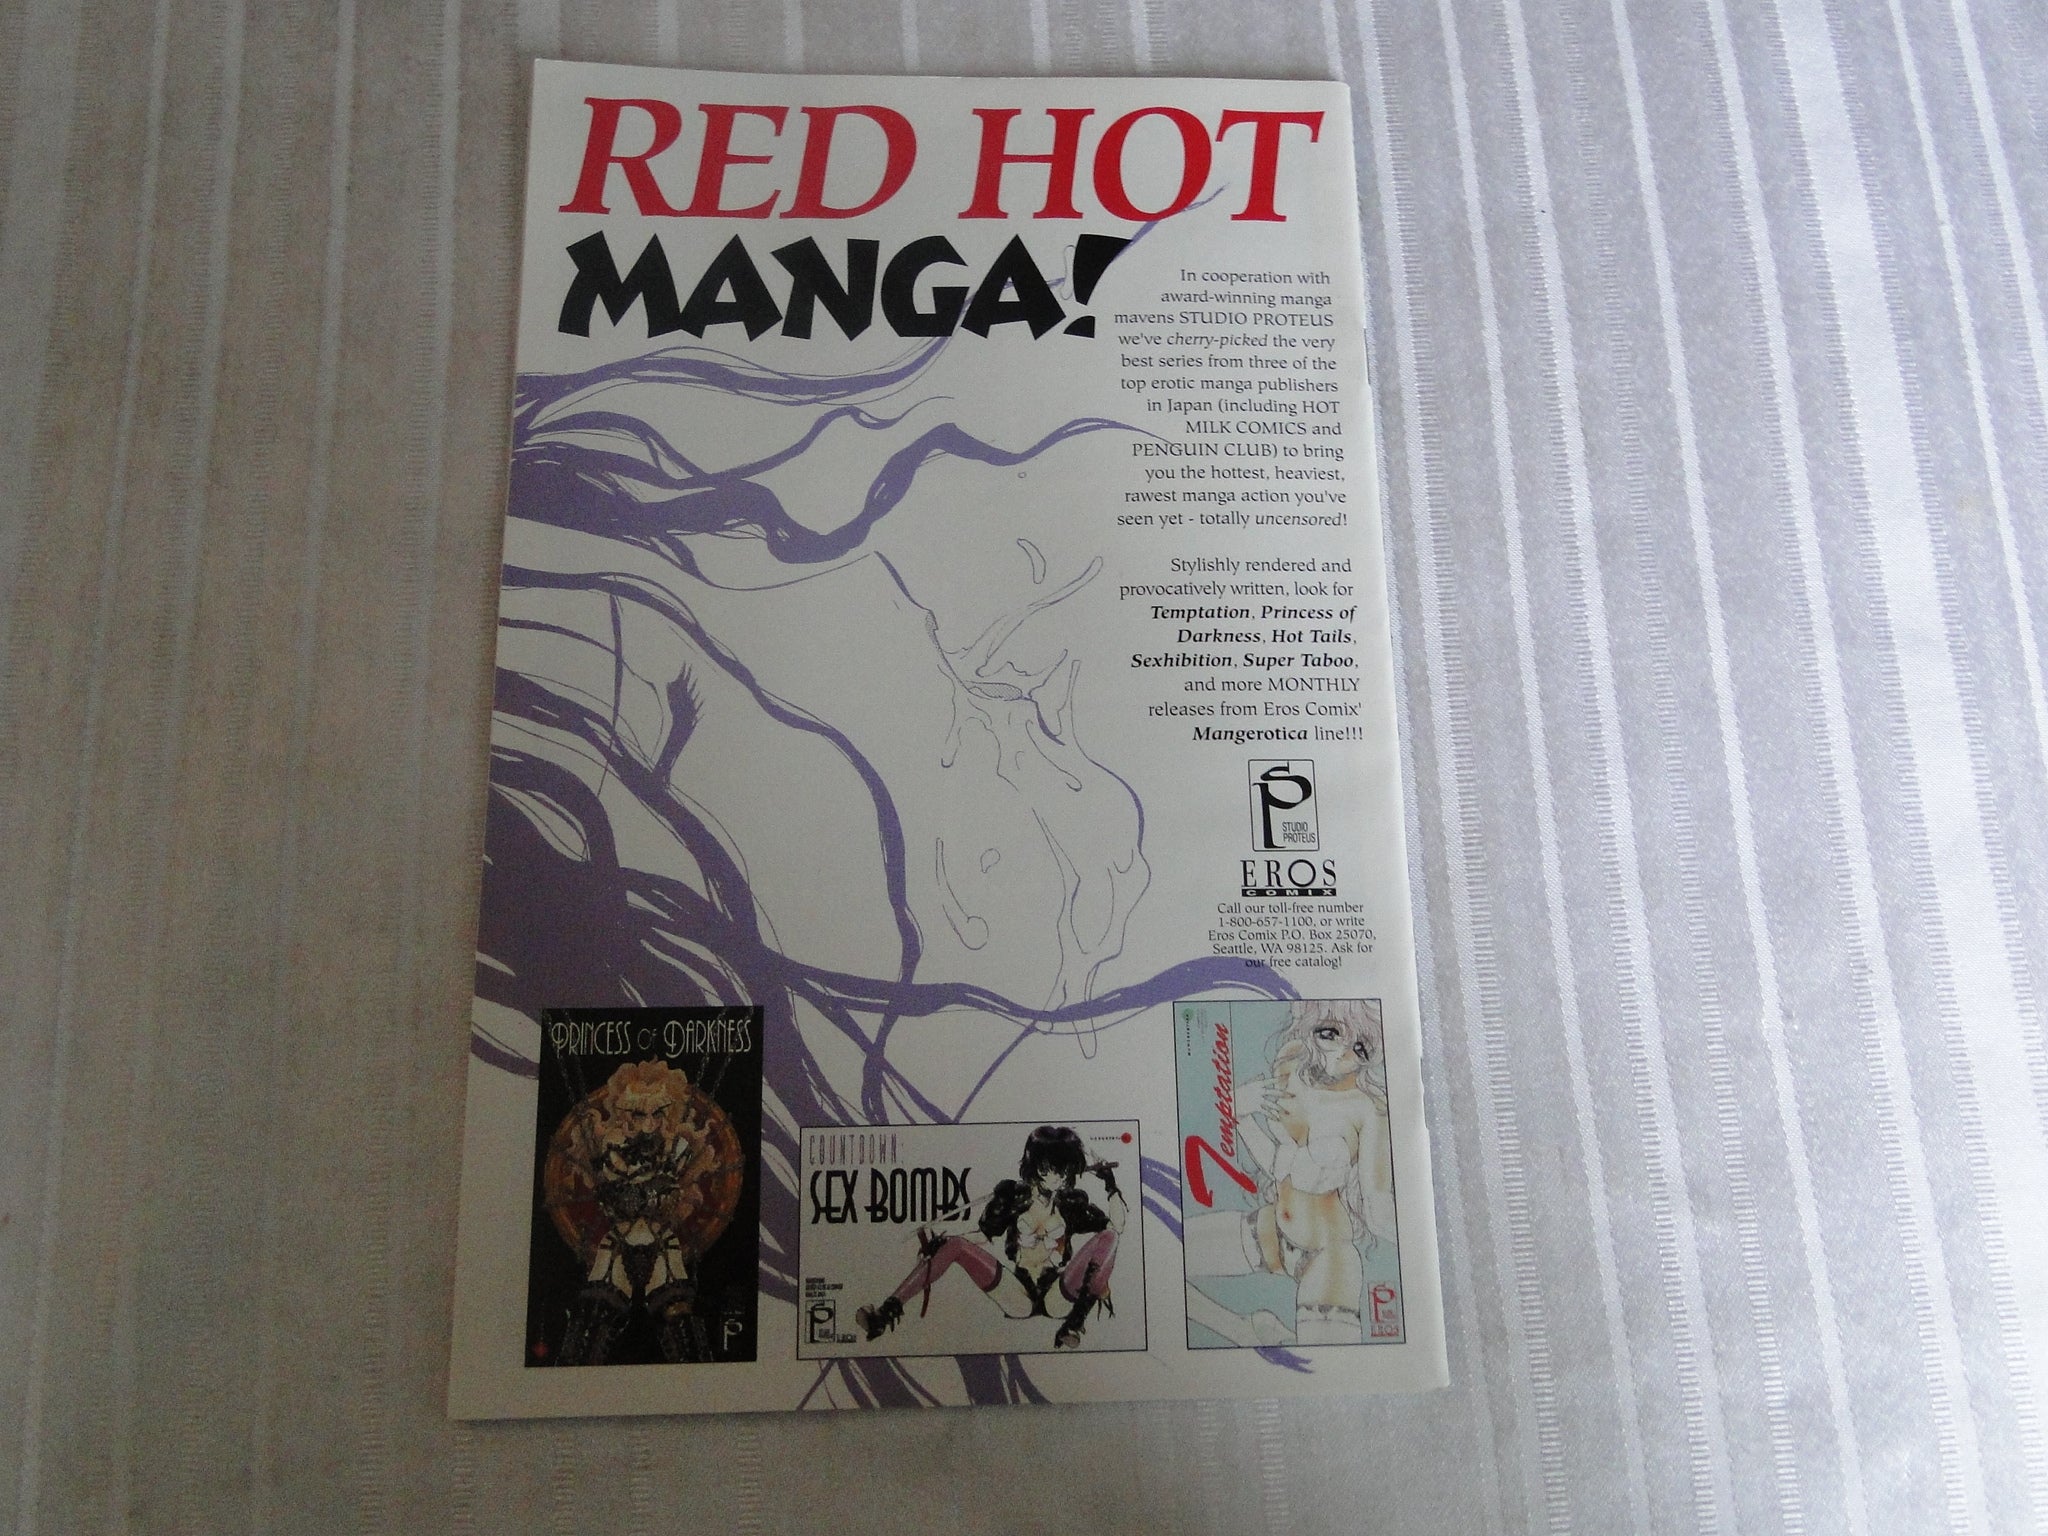 RED HOT
MANGA!
In cooperation with
award-winning manga
mavens STUDIO PROTEUS
we've cherry-picked the very
best series from three of the
top erotic manga publishers
in Japan (including HOT
MILK COMICS and
PENGUIN CLUB) to bring
you the hottest, heaviest,
rawest manga action you've
seen yet - totally uncensored!
Stylishly rendered and
provocatively written, look for
Temptation, Princess of
Darkness, Hot Tails,
Sexhibition, Super Taboo,
and more MONTHLY
releases from Eros Comix'
Mangerotica line!!!
SP
STUDIO
PROTEUS
EROS
COMIX
Call our toll-free number
1-800-657-1100, or write
Eros Comix P.O. Box 25070,
Seattle, WA 98125. Ask for
our free catalog!
PRINCESS OF DARKNESS
SP
COUNTDOWN:
SEX BOMBS
SP
Temptation
SP
EROS